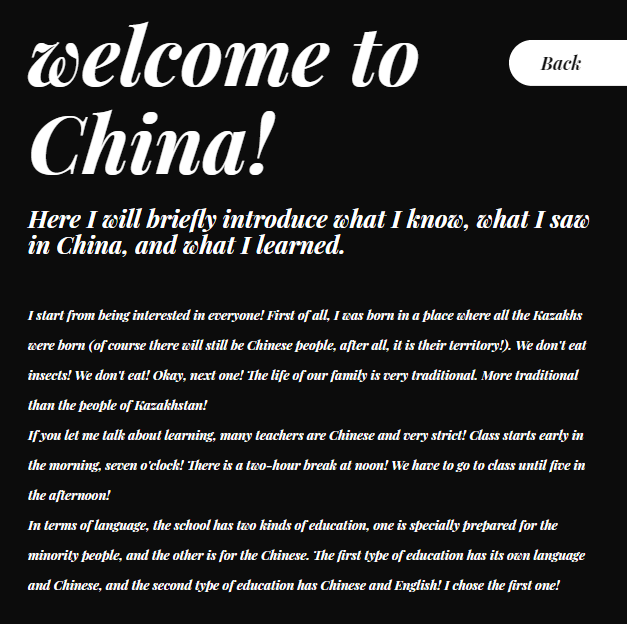 welcome to
Back
China!
Here I will briefly introduce what I know, what I saw
in China, and what I learned.
I start from being interested in everyone! First of all, I was born in a place where all the Kazakhs
were born (of course there will still be Chinese people, after all, it is their territory!). We don't eat
insects! We don't eat! Okay, next one! The life of our family is very traditional. More traditional
than the people of Kazakhstan!
If you let me talk about learning, many teachers are Chinese and very strict! Class starts early in
the morning, seven o'clock! There is a two-hour break at noon! We have to go to class until five in
the afternoon!
In terms of language, the school has two kinds of education, one is specially prepared for the
minority people, and the other is for the Chinese. The first type of education has its own language
and Chinese, and the second type of education has Chinese and English! I chose the first one!